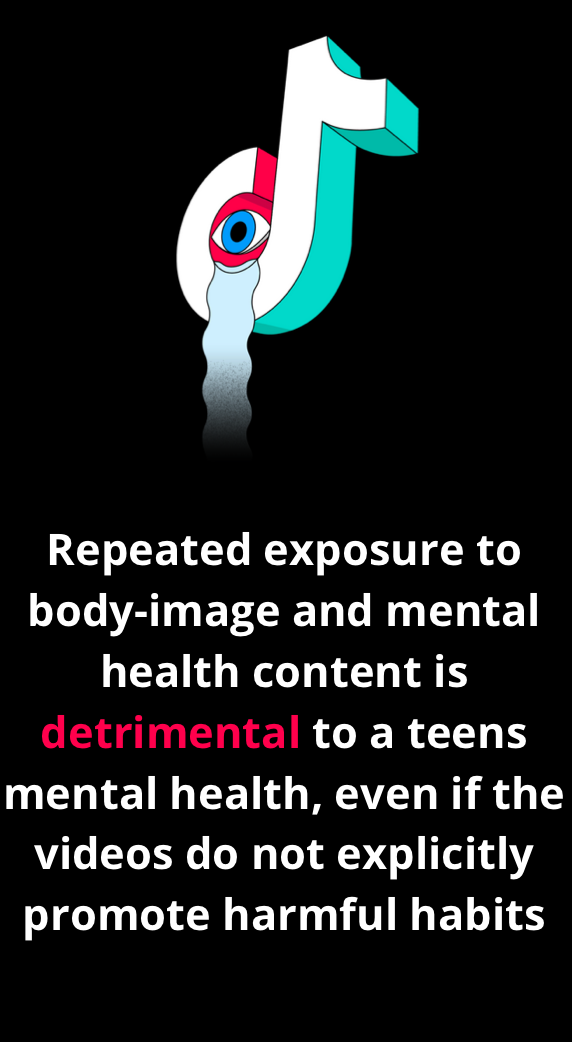 Repeated exposure to
body-image and mental
health content is
detrimental to a teens
mental health, even if the
videos do not explicitly
promote harmful habits